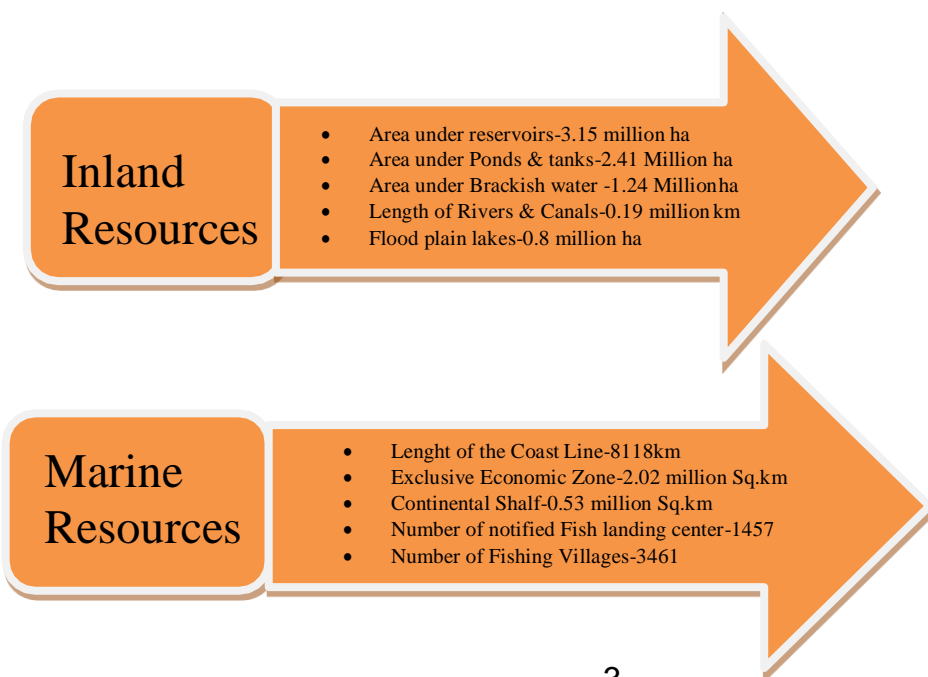 Inland
Resources
• Area under reservoirs-3.15 million ha
• Area under Ponds & tanks-2.41 Million ha
• Area under Brackish water -1.24 Millionha
• Length of Rivers & Canals-0.19 million km
• Flood plain lakes-0.8 million ha
Marine
Resources
• Lenght of the Coast Line-8118km
• Exclusive Economic Zone-2.02 million Sq.km
• Continental Shalf-0.53 million Sq.km
• Number of notified Fish landing center-1457
• Number of Fishing Villages-3461